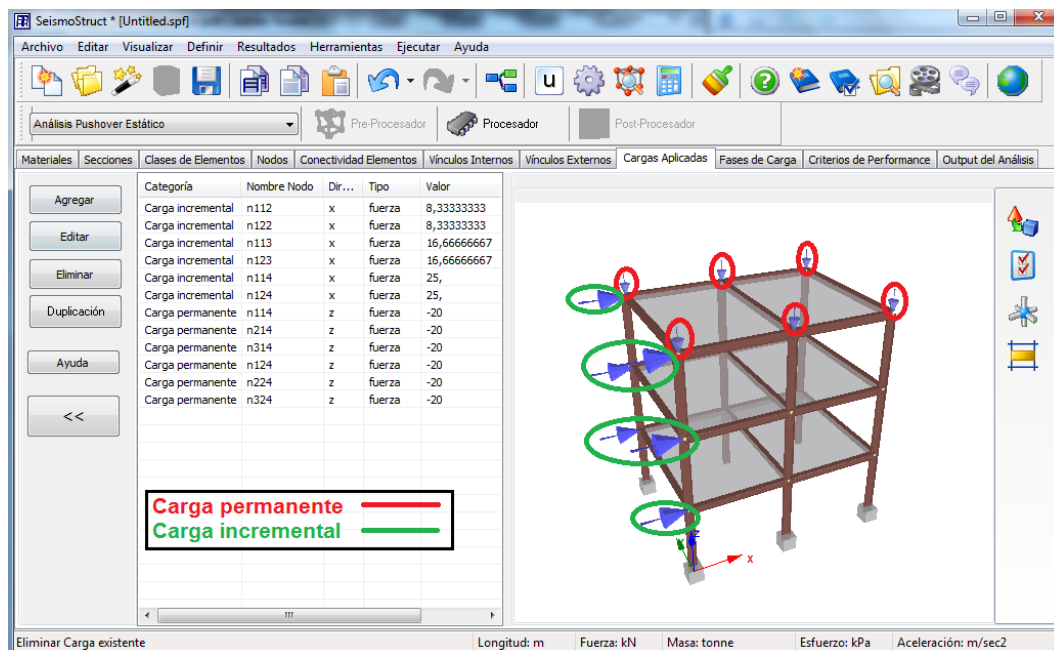 SeismoStruct * [Untitled.spf]
Archivo Editar Visualizar Definir Resultados Herramientas Ejecutar Ayuda
u
Análisis Pushover Estático Pre-Procesador Procesador Post-Procesador
Materiales Secciones Clases de Elementos Nodos Conectividad Elementos Vínculos Internos Vínculos Externos Cargas Aplicadas Fases de Carga Criterios de Performance Output del Análisis
Agregar
Editar
Eliminar
Duplicación
Ayuda
<<
Categoría Nombre Nodo Dir... Tipo Valor
Carga incremental n112 x fuerza 8,33333333
Carga incremental n122 x fuerza 8,33333333
Carga incremental n113 x fuerza 16,66666667
Carga incremental n123 x fuerza 16,66666667
Carga incremental n114 x fuerza 25,
Carga incremental n124 x fuerza 25,
Carga permanente n114 z fuerza -20
Carga permanente n214 z fuerza -20
Carga permanente n314 z fuerza -20
Carga permanente n124 z fuerza -20
Carga permanente n224 z fuerza -20
Carga permanente n324 z fuerza -20
Carga permanente
Carga incremental
z
x
Eliminar Carga existente Longitud: m Fuerza: kN Masa: tonne Esfuerzo: kPa Aceleración: m/sec2